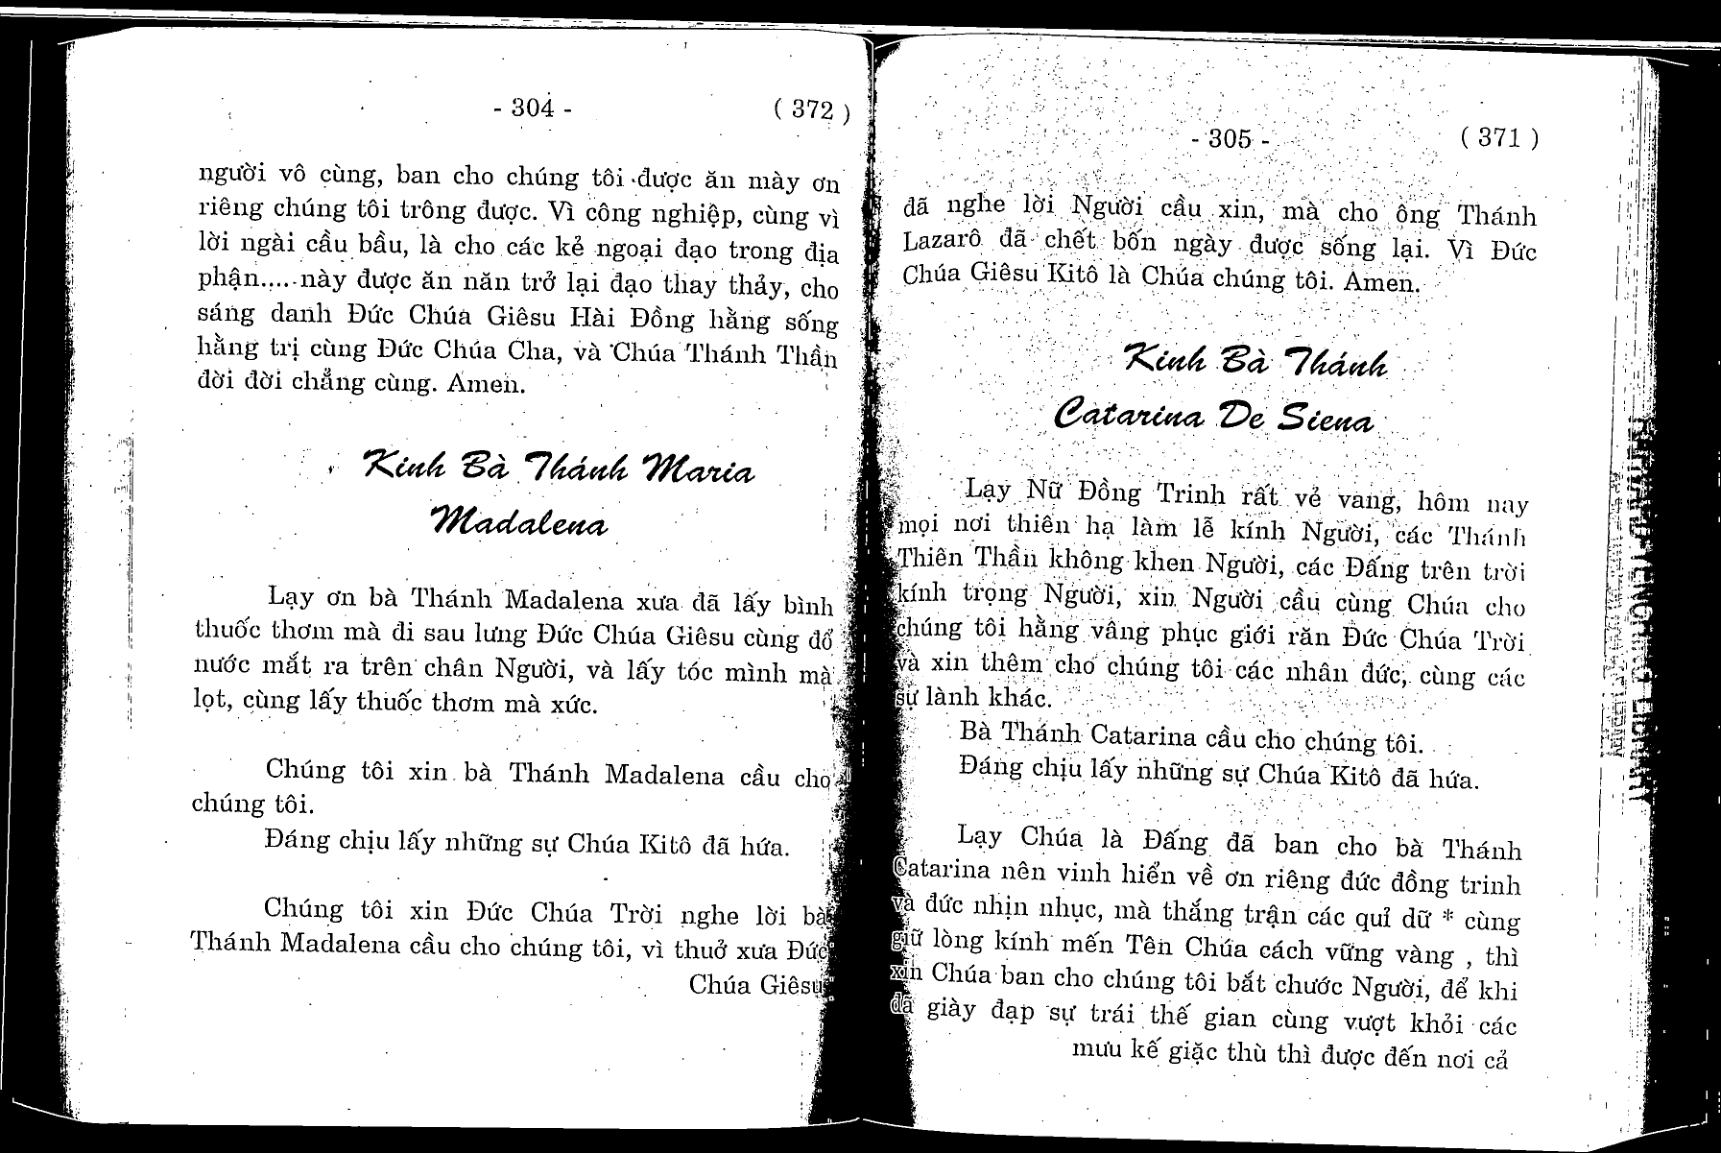 - 304 - ( 372 )
người vô cùng, ban cho chúng tôi được ăn mày ơn
riêng chúng tôi trông được. Vì công nghiệp, cùng vì
lời ngài cầu bầu, là cho các kẻ ngoại đạo trong địa
phận..... này được ăn năn trở lại đạo thay thảy, cho
sáng danh Đức Chúa Giêsu Hài Đồng hằng sống
hằng trị cùng Đức Chúa Cha, và Chúa Thánh Thần
đời đời chẳng cùng. Amen.
Kinh Bà Thánh Maria
Madalena
Lạy ơn bà Thánh Madalena xưa đã lấy bình
thuốc thơm mà đi sau lưng Đức Chúa Giêsu cùng đổ
nước mắt ra trên chân Người, và lấy tóc mình mà
lọt, cùng lấy thuốc thơm mà xức.
Chúng tôi xin bà Thánh Madalena cầu cho
chúng tôi.
Đáng chịu lấy những sự Chúa Kitô đã hứa.
Chúng tôi xin Đức Chúa Trời nghe lời bà
Thánh Madalena cầu cho chúng tôi, vì thuở xưa Đức
Chúa Giêsu
- 305 - ( 371 )
đã nghe lời Người cầu xin, mà cho ông Thánh
Lazarô đã chết bốn ngày được sống lại. Vì Đức
Chúa Giêsu Kitô là Chúa chúng tôi. Amen.
Kinh Bà Thánh
Catarina De Siena
Lạy Nữ Đồng Trinh rất vẻ vang, hôm nay
mọi nơi thiên hạ làm lễ kính Người, các Thánh
Thiên Thần không khen Người, các Đấng trên trời
kính trọng Người, xin Người cầu cùng Chúa cho
chúng tôi hằng vâng phục giới răn Đức Chúa Trời
và xin thêm cho chúng tôi các nhân đức, cùng các
sự lành khác.
Bà Thánh Catarina cầu cho chúng tôi.
Đáng chịu lấy những sự Chúa Kitô đã hứa.
Lạy Chúa là Đấng đã ban cho bà Thánh
Catarina nên vinh hiển về ơn riêng đức đồng trinh
và đức nhịn nhục, mà thắng trận các quỉ dữ * cùng
giữ lòng kính mến Tên Chúa cách vững vàng , thì
xin Chúa ban cho chúng tôi bắt chước Người, để khi
đã giày đạp sự trái thế gian cùng vượt khỏi các
mưu kế giặc thù thì được đến nơi cả